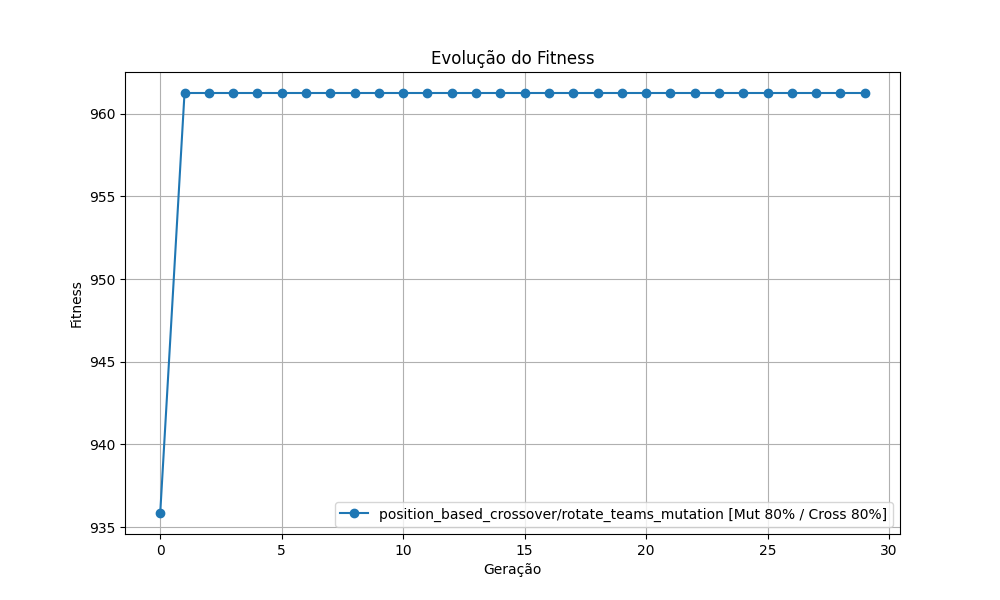 Evolução do Fitness
Fitness
960
955
950
945
940
935
0 5 10 15 20 25 30
Geração
position_based_crossover/rotate_teams_mutation [Mut 80% / Cross 80%]